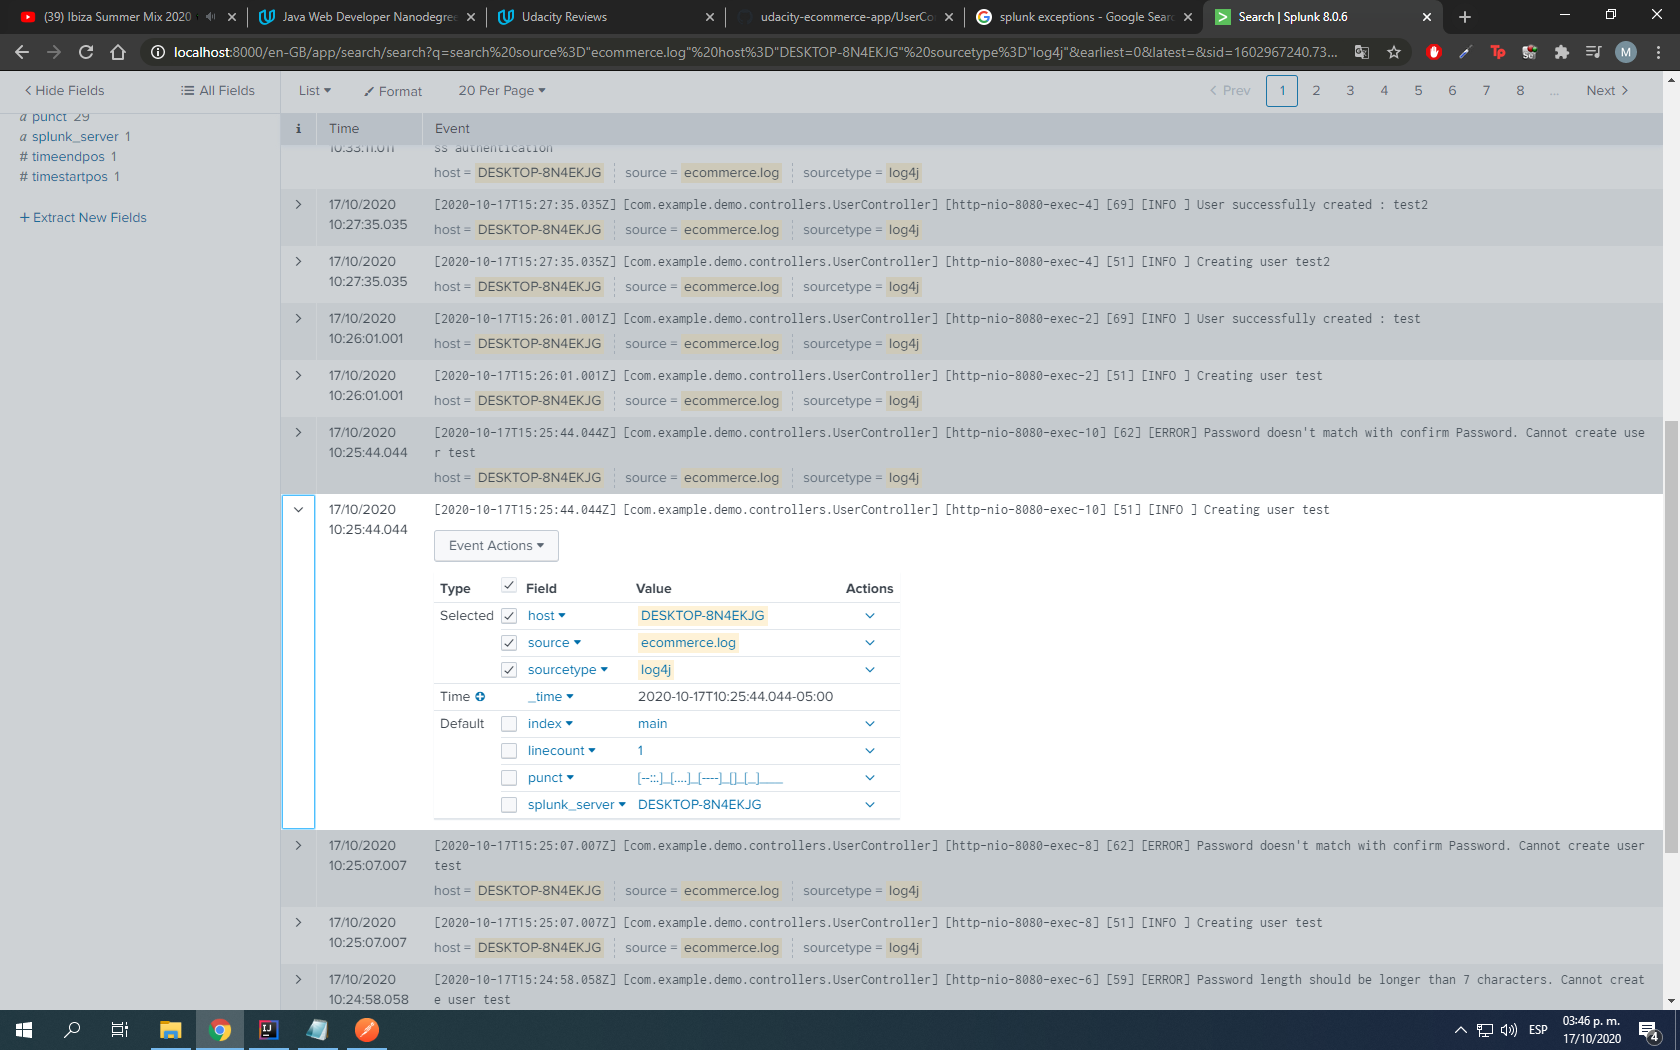 (39) Ibiza Summer Mix 2020
Java Web Developer Nanodegree
Udacity Reviews
udacity-ecommerce-app/UserCo
splunk exceptions - Google Searc
Search | Splunk 8.0.6
localhost:8000/en-GB/app/search/search?q=search%20source%3D"ecommerce.log"%20host%3D"DESKTOP-8N4EKJG"%20sourcetype%3D"log4j"&earliest=0&latest=&sid=1602967240.73...
Tp
M
Hide Fields
All Fields
List
Format
20 Per Page
Prev
1 2 3 4 5 6 7 8 ...
Next
a punct 29
a splunk_server 1
# timeendpos 1
# timestartpos 1
+ Extract New Fields
i Time Event
10:33:11.011 ss authentication
host = DESKTOP-8N4EKJG source = ecommerce.log sourcetype = log4j
17/10/2020 [2020-10-17T15:27:35.035Z] [com.example.demo.controllers.UserController] [http-nio-8080-exec-4] [69] [INFO ] User successfully created : test2
10:27:35.035 host = DESKTOP-8N4EKJG source = ecommerce.log sourcetype = log4j
17/10/2020 [2020-10-17T15:27:35.035Z] [com.example.demo.controllers.UserController] [http-nio-8080-exec-4] [51] [INFO ] Creating user test2
10:27:35.035 host = DESKTOP-8N4EKJG source = ecommerce.log sourcetype = log4j
17/10/2020 [2020-10-17T15:26:01.001Z] [com.example.demo.controllers.UserController] [http-nio-8080-exec-2] [69] [INFO ] User successfully created : test
10:26:01.001 host = DESKTOP-8N4EKJG source = ecommerce.log sourcetype = log4j
17/10/2020 [2020-10-17T15:26:01.001Z] [com.example.demo.controllers.UserController] [http-nio-8080-exec-2] [51] [INFO ] Creating user test
10:26:01.001 host = DESKTOP-8N4EKJG source = ecommerce.log sourcetype = log4j
17/10/2020 [2020-10-17T15:25:44.044Z] [com.example.demo.controllers.UserController] [http-nio-8080-exec-10] [62] [ERROR] Password doesn't match with confirm Password. Cannot create use
10:25:44.044 r test
host = DESKTOP-8N4EKJG source = ecommerce.log sourcetype = log4j
17/10/2020 [2020-10-17T15:25:44.044Z] [com.example.demo.controllers.UserController] [http-nio-8080-exec-10] [51] [INFO ] Creating user test
10:25:44.044
Event Actions
Type Field Value Actions
Selected host DESKTOP-8N4EKJG
source ecommerce.log
sourcetype log4j
Time _time 2020-10-17T10:25:44.044-05:00
Default index main
linecount 1
punct [--::.]_[....]_[----]_[]_[_]___
splunk_server DESKTOP-8N4EKJG
17/10/2020 [2020-10-17T15:25:07.007Z] [com.example.demo.controllers.UserController] [http-nio-8080-exec-8] [62] [ERROR] Password doesn't match with confirm Password. Cannot create user
10:25:07.007 test
host = DESKTOP-8N4EKJG source = ecommerce.log sourcetype = log4j
17/10/2020 [2020-10-17T15:25:07.007Z] [com.example.demo.controllers.UserController] [http-nio-8080-exec-8] [51] [INFO ] Creating user test
10:25:07.007 host = DESKTOP-8N4EKJG source = ecommerce.log sourcetype = log4j
17/10/2020 [2020-10-17T15:24:58.058Z] [com.example.demo.controllers.UserController] [http-nio-8080-exec-6] [59] [ERROR] Password length should be longer than 7 characters. Cannot creat
10:24:58.058 e user test
IJ
ESP
03:46 p. m.
17/10/2020
4